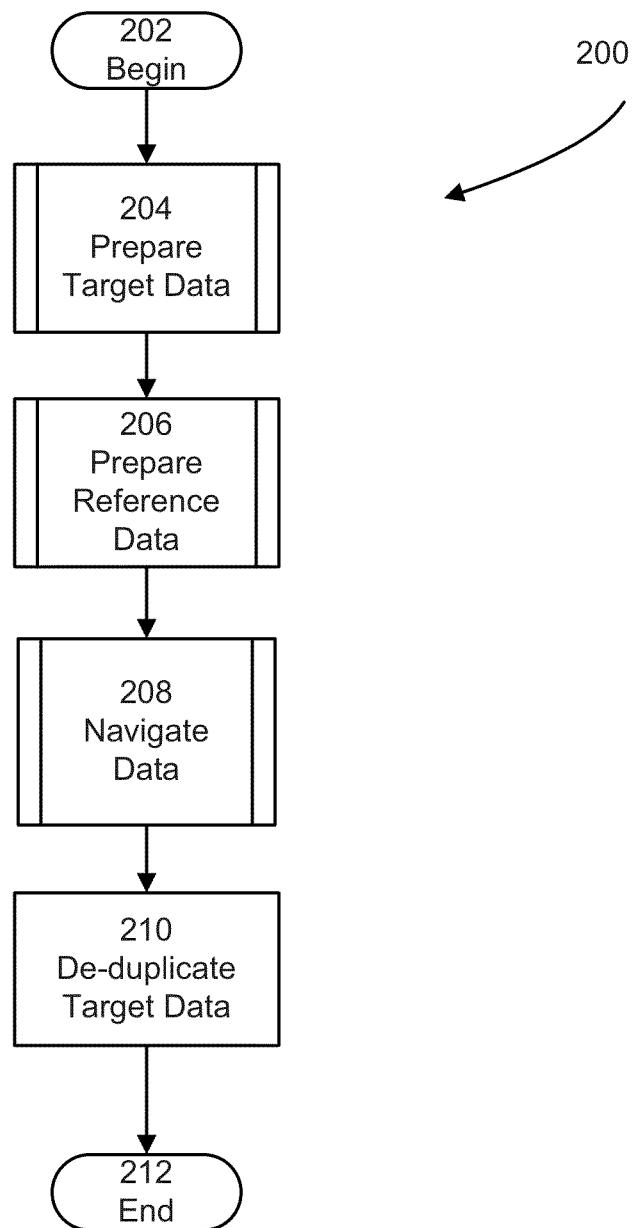 202
Begin
200
204
Prepare
Target Data
206
Prepare
Reference
Data
208
Navigate
Data
210
De-duplicate
Target Data
212
End